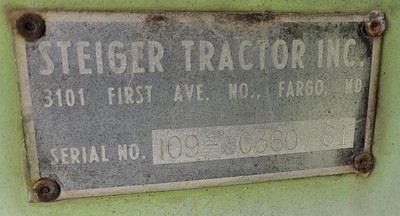 STEIGER TRACTOR INC.
3101 FIRST AVE. NO., FARGO, ND
SERIAL NO. 109-